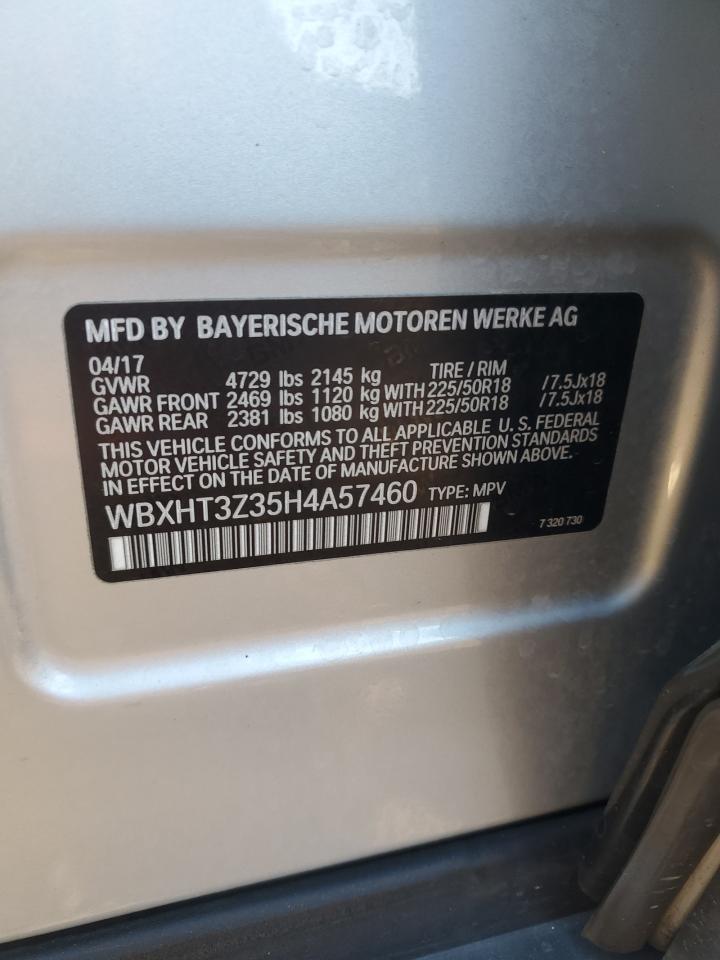 MFD BY BAYERISCHE MOTOREN WERKE AG
04/17 TIRE / RIM
GVWR 4729 lbs 2145 kg
GAWR FRONT 2469 lbs 1120 kg WITH 225/50R18 /7.5Jx18
GAWR REAR 2381 lbs 1080 kg WITH 225/50R18 /7.5Jx18
THIS VEHICLE CONFORMS TO ALL APPLICABLE U. S. FEDERAL
MOTOR VEHICLE SAFETY AND THEFT PREVENTION STANDARDS
IN EFFECT ON THE DATE OF MANUFACTURE SHOWN ABOVE.
WBXHT3Z35H4A57460 TYPE: MPV
7 320 730